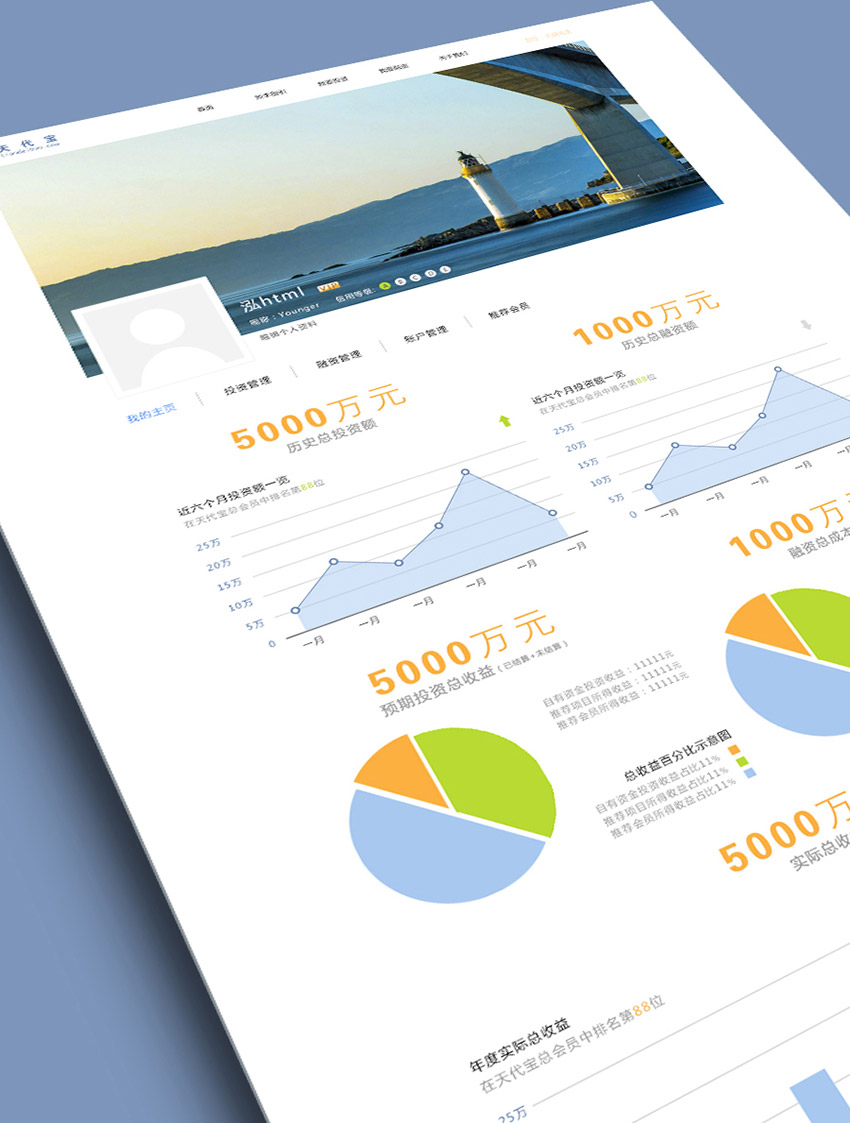 天代宝
首页
我要投资
我要融资
关于我们
泓html VIP
昵称：Younger 信用等级: A B C D E
编辑个人资料
我的主页
投资管理
融资管理
账户管理
推荐会员
5000万元
历史总投资额
1000万元
历史总融资额
近六个月投资额一览
在天代宝总会员中排名第88位
25万
20万
15万
10万
5万
0
一月 一月 一月 一月 一月 一月
近六个月投资额一览
在天代宝总会员中排名第88位
25万
20万
15万
10万
5万
0
一月 一月 一月 一月
5000万元
预期投资总收益(已结算+未结算)
自有资金投资收益：11111元
推荐项目所得收益：11111元
推荐会员所得收益：11111元
总收益百分比示意图
自有资金投资收益占比11%
推荐项目所得收益占比11%
推荐会员所得收益占比11%
1000万
融资总成本
5000万
实际总收
年度实际总收益
在天代宝总会员中排名第88位
25万